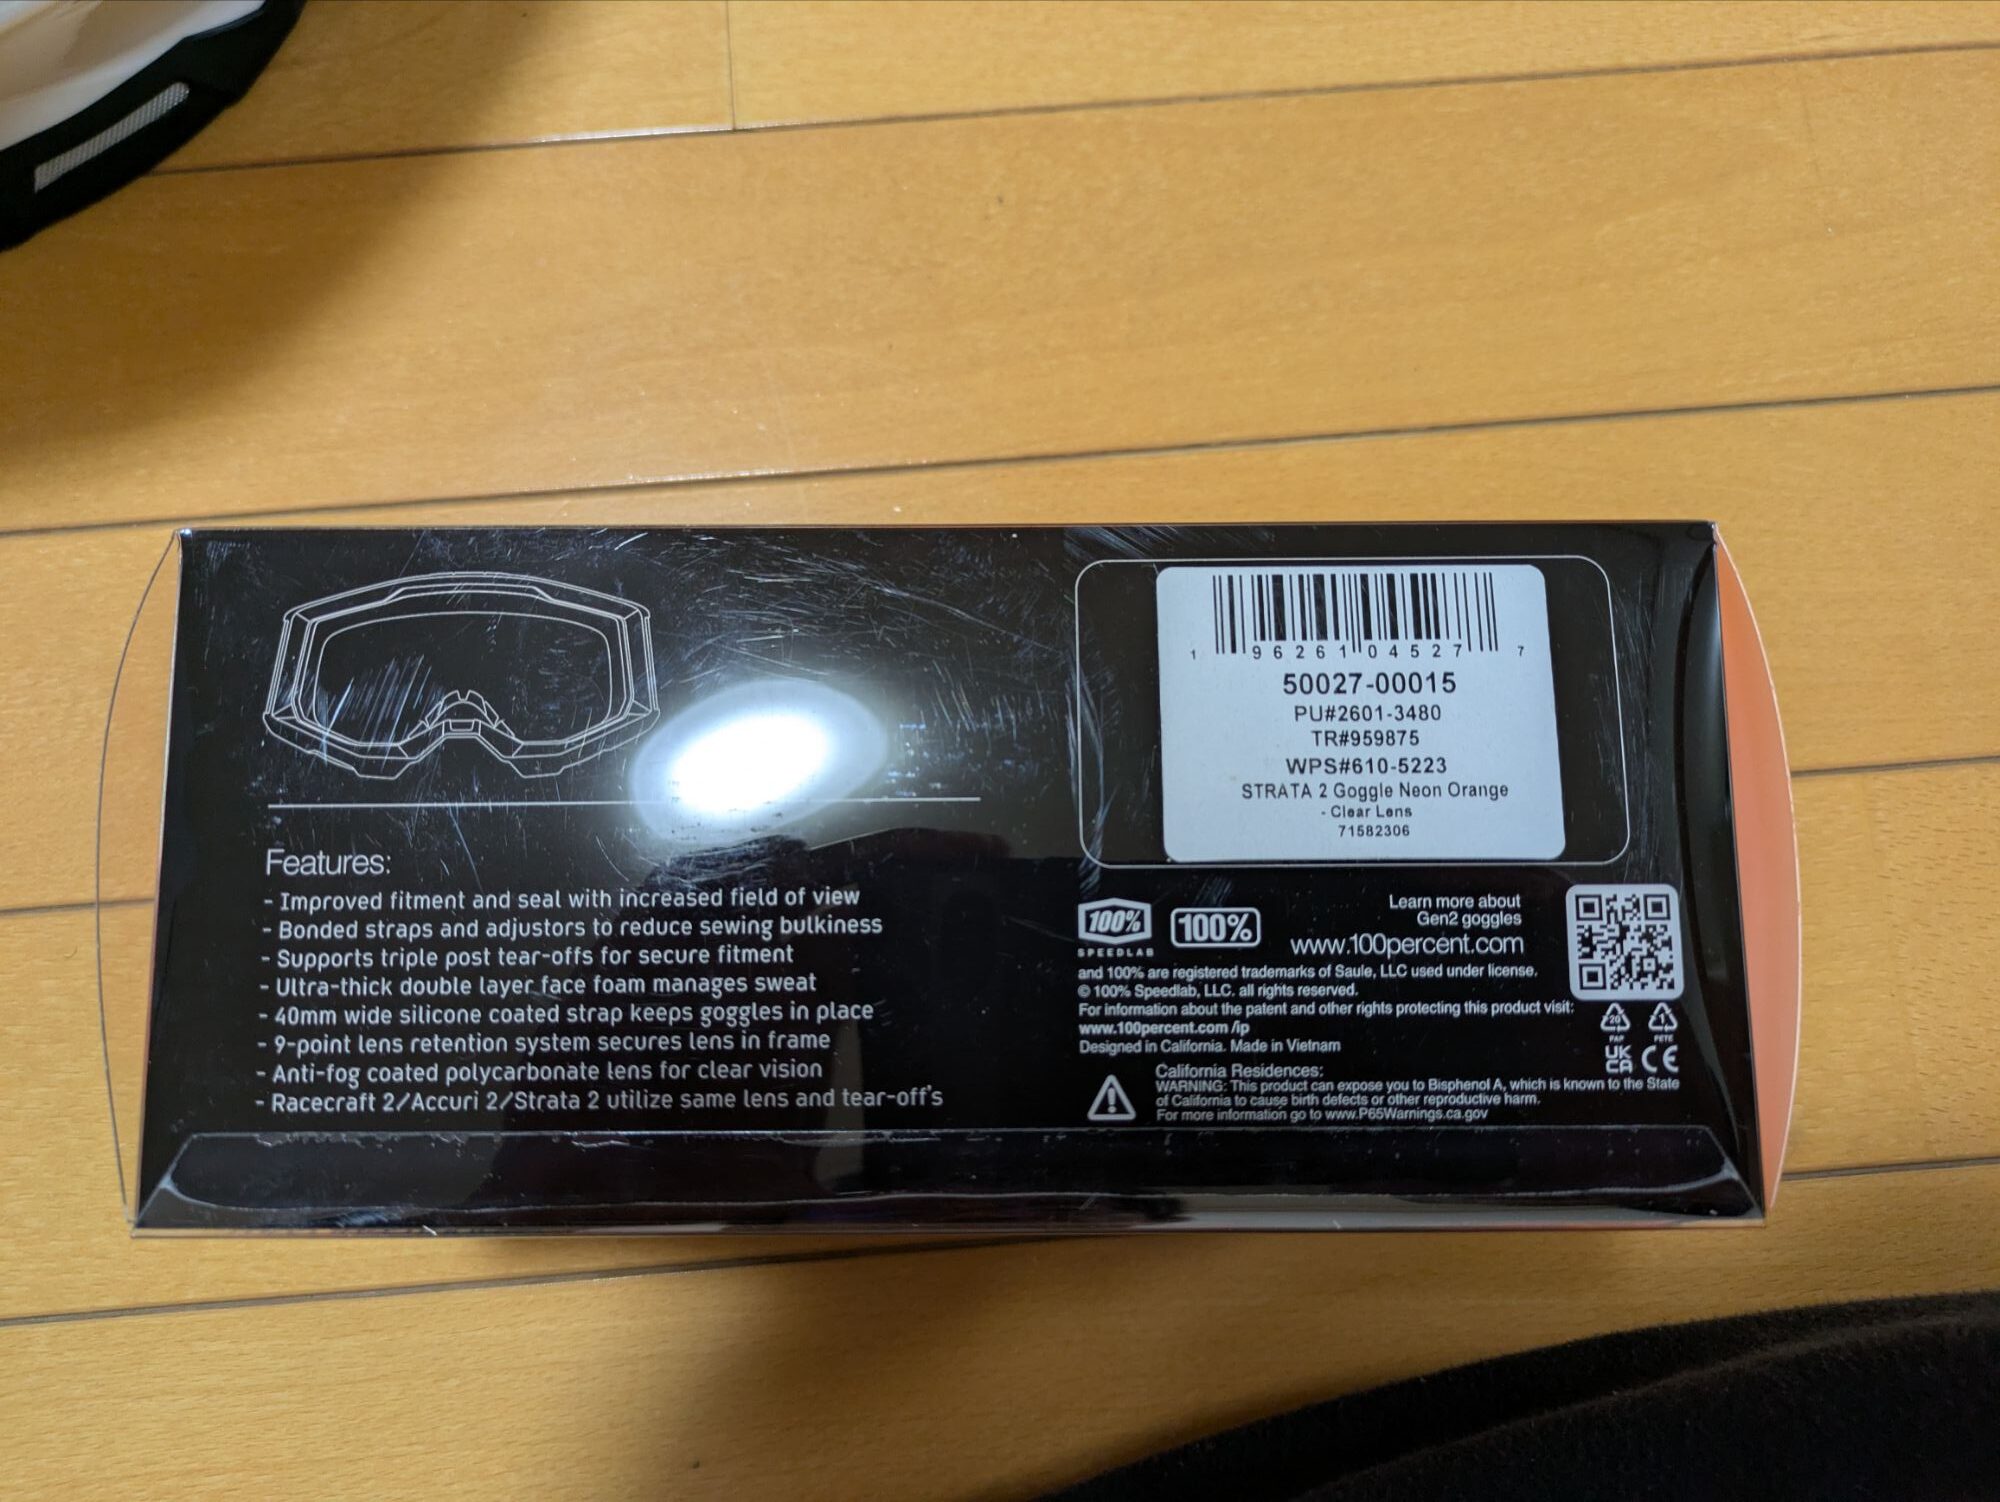 Features:
- Improved fitment and seal with increased field of view
- Bonded straps and adjustors to reduce sewing bulkiness
- Supports triple post tear-offs for secure fitment
- Ultra-thick double layer face foam manages sweat
- 40mm wide silicone coated strap keeps goggles in place
- 9-point lens retention system secures lens in frame
- Anti-fog coated polycarbonate lens for clear vision
- Racecraft 2/Accuri 2/Strata 2 utilize same lens and tear-off's
1 96261 04527 7
50027-00015
PU#2601-3480
TR#959875
WPS#610-5223
STRATA 2 Goggle Neon Orange
- Clear Lens
71582306
100%
SPEEDLAB
100%
Learn more about
Gen2 goggles
www.100percent.com
and 100% are registered trademarks of Saule, LLC used under license.
© 100% Speedlab, LLC. all rights reserved.
For information about the patent and other rights protecting this product visit:
www.100percent.com /ip
Designed in California. Made in Vietnam
20
PAP
1
PETE
UK
CA
CE
California Residences:
WARNING: This product can expose you to Bisphenol A, which is known to the State
of California to cause birth defects or other reproductive harm.
For more information go to www.P65Warnings.ca.gov